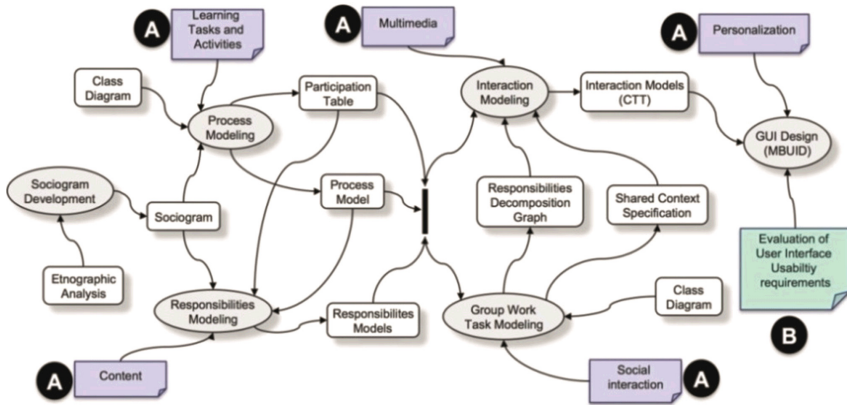 A
Learning
Tasks and
Activities
A
Multimedia
A
Personalization
Class
Diagram
Participation
Table
Interaction
Modeling
Interaction Models
(CTT)
Process
Modeling
GUI Design
(MBUID)
Sociogram
Development
Sociogram
Process
Model
Responsibilities
Decomposition
Graph
Shared Context
Specification
Etnographic
Analysis
Evaluation of
User Interface
Usabiltiy
requirements
Responsibilities
Modeling
Responsibilites
Models
Group Work
Task Modeling
Class
Diagram
B
A
Content
Social
interaction
A